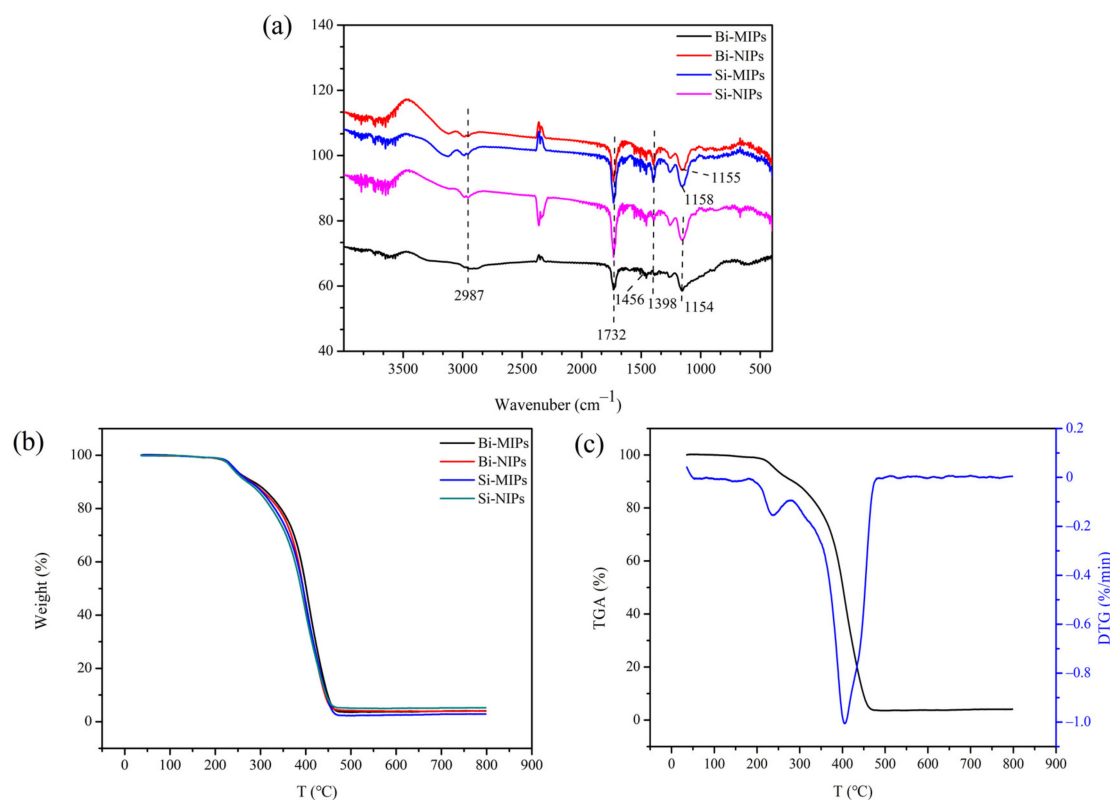 (a)
140
120
100
80
60
40
Bi-MIPs
Bi-NIPs
Si-MIPs
Si-NIPs
1155
1158
2987
1456
1398
1154
1732
3500 3000 2500 2000 1500 1000 500
Wavenuber (cm⁻¹)
(b)
Weight (%)
100
80
60
40
20
0
Bi-MIPs
Bi-NIPs
Si-MIPs
Si-NIPs
0 100 200 300 400 500 600 700 800 900
T (℃)
(c)
TGA (%)
100
80
60
40
20
0
0.2
0
−0.2
−0.4
−0.6
−0.8
−1.0
DTG (%/min)
0 100 200 300 400 500 600 700 800 900
T (℃)